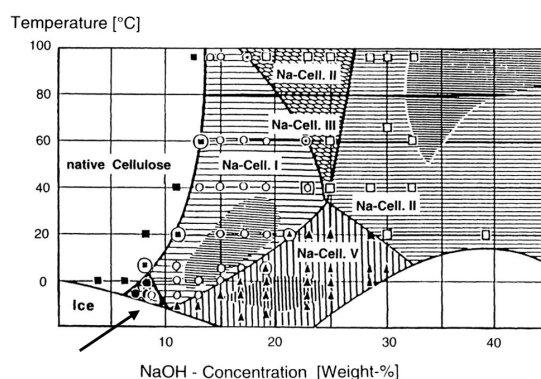 Temperature [°C]
100
80
60
40
20
0
Na-Cell. II
Na-Cell. III
native Cellulose
Na-Cell. I
Na-Cell. II
Na-Cell. V
Ice
0
10
20
30
40
NaOH - Concentration [Weight-%]